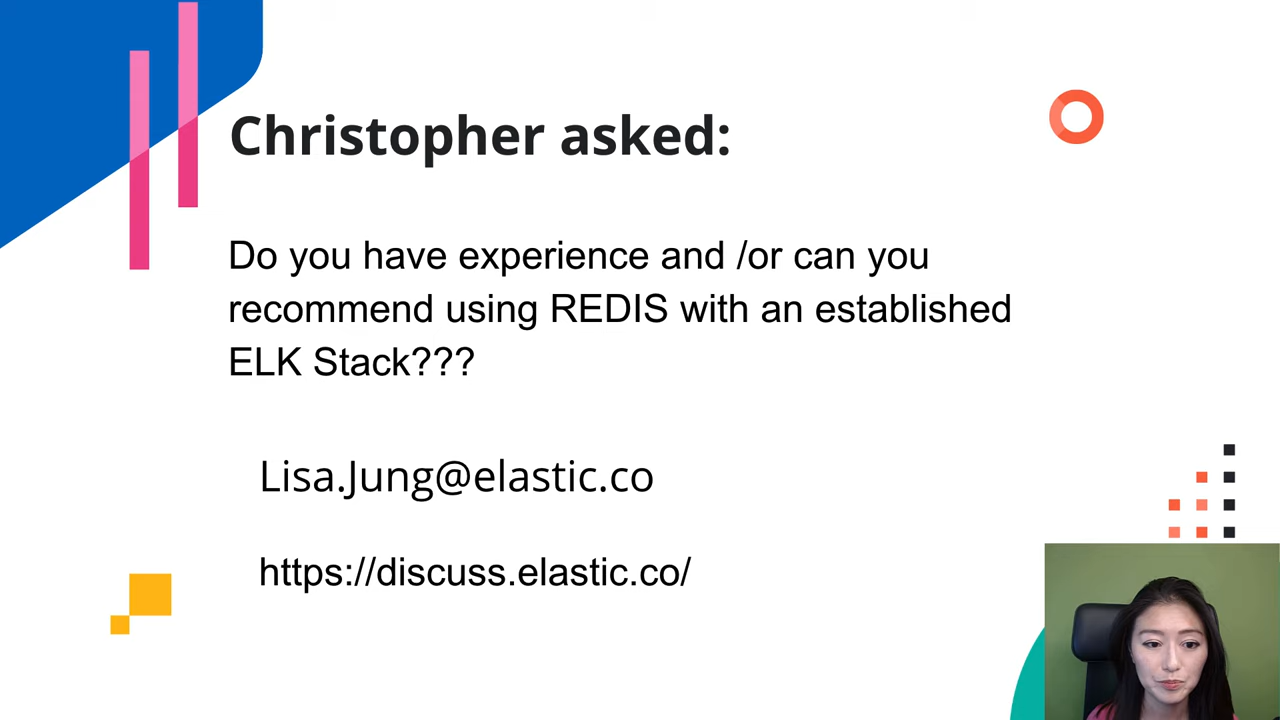 Christopher asked:
Do you have experience and /or can you
recommend using REDIS with an established
ELK Stack???
Lisa.Jung@elastic.co
https://discuss.elastic.co/